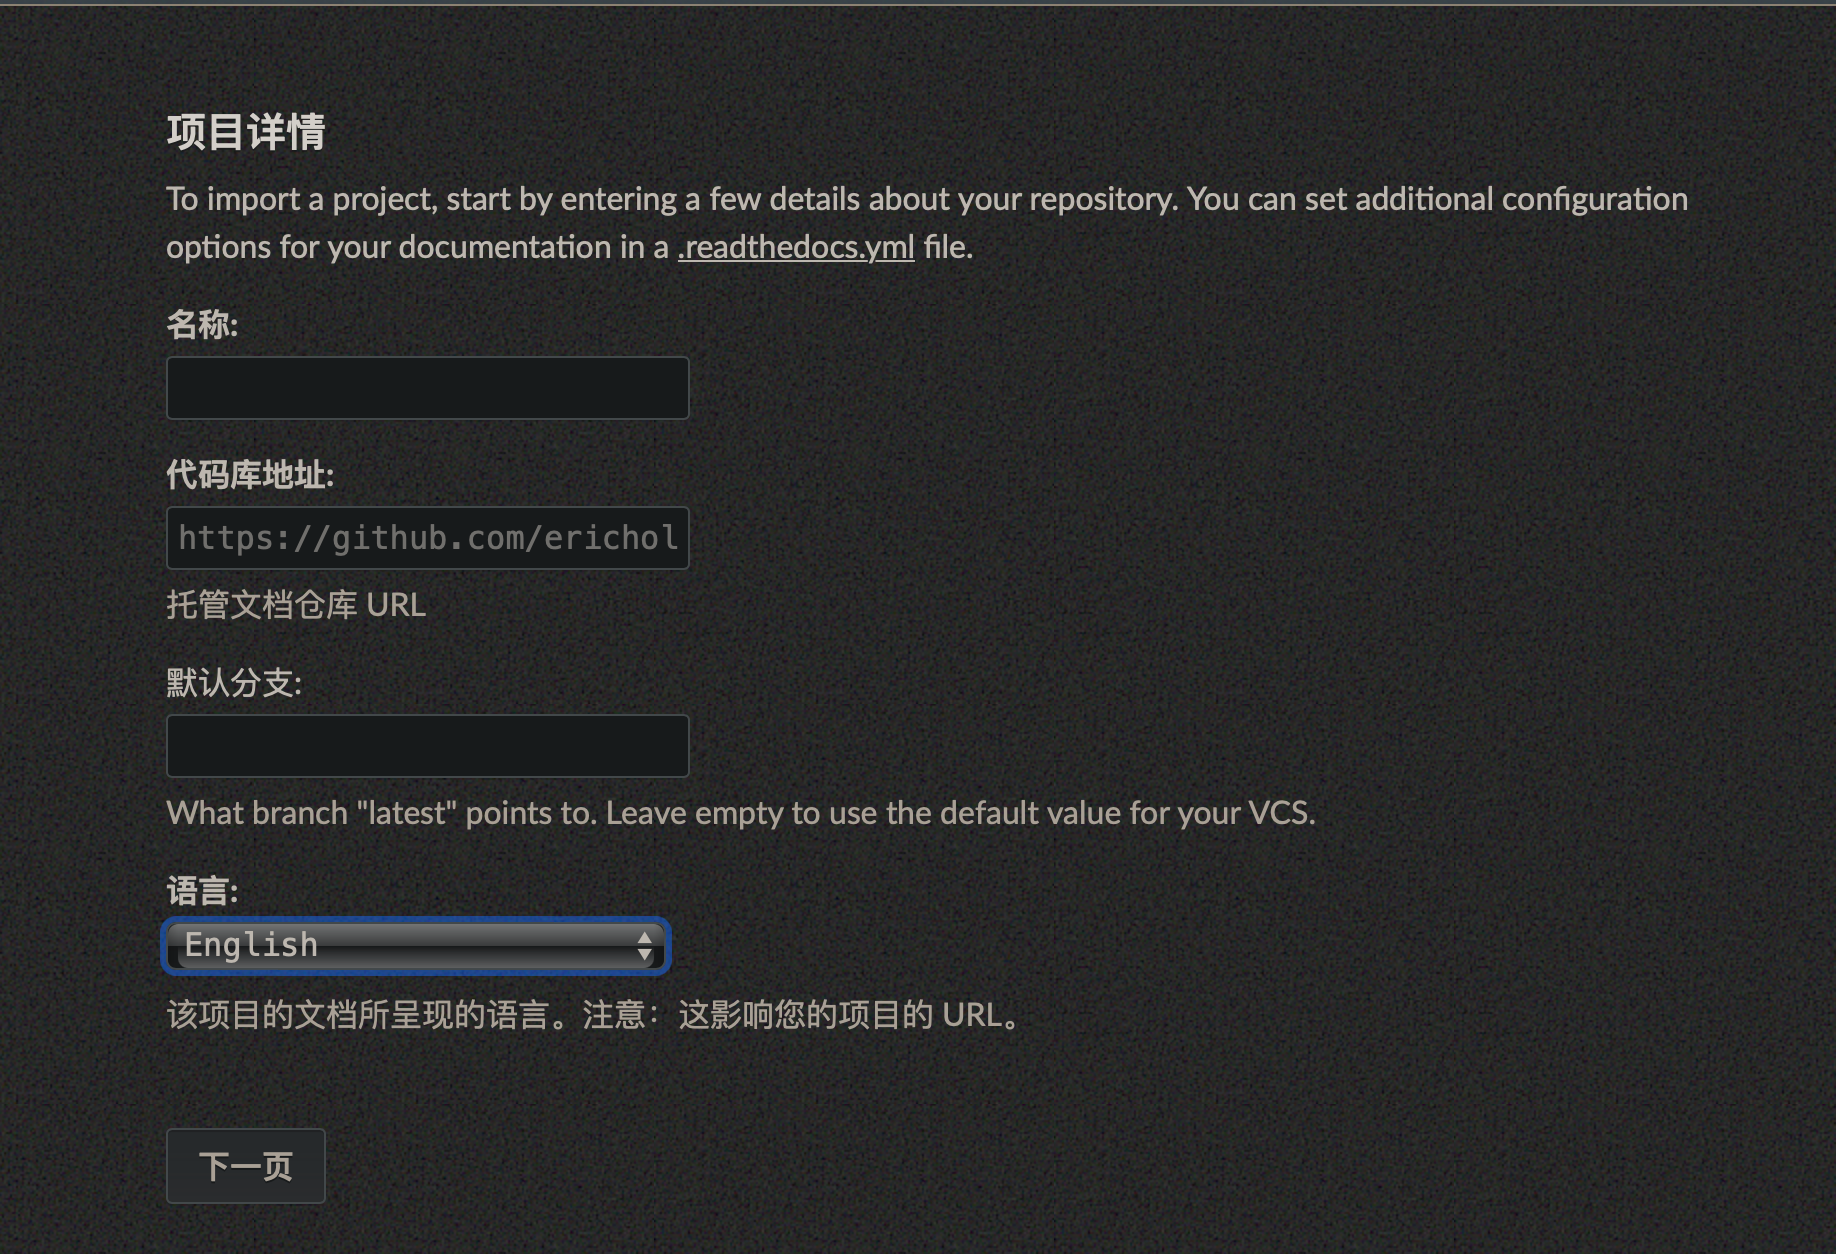 项目详情
To import a project, start by entering a few details about your repository. You can set additional configuration
options for your documentation in a .readthedocs.yml file.
名称:
代码库地址:
https://github.com/erichol
托管文档仓库 URL
默认分支:
What branch "latest" points to. Leave empty to use the default value for your VCS.
语言:
English
该项目的文档所呈现的语言。注意：这影响您的项目的 URL。
下一页